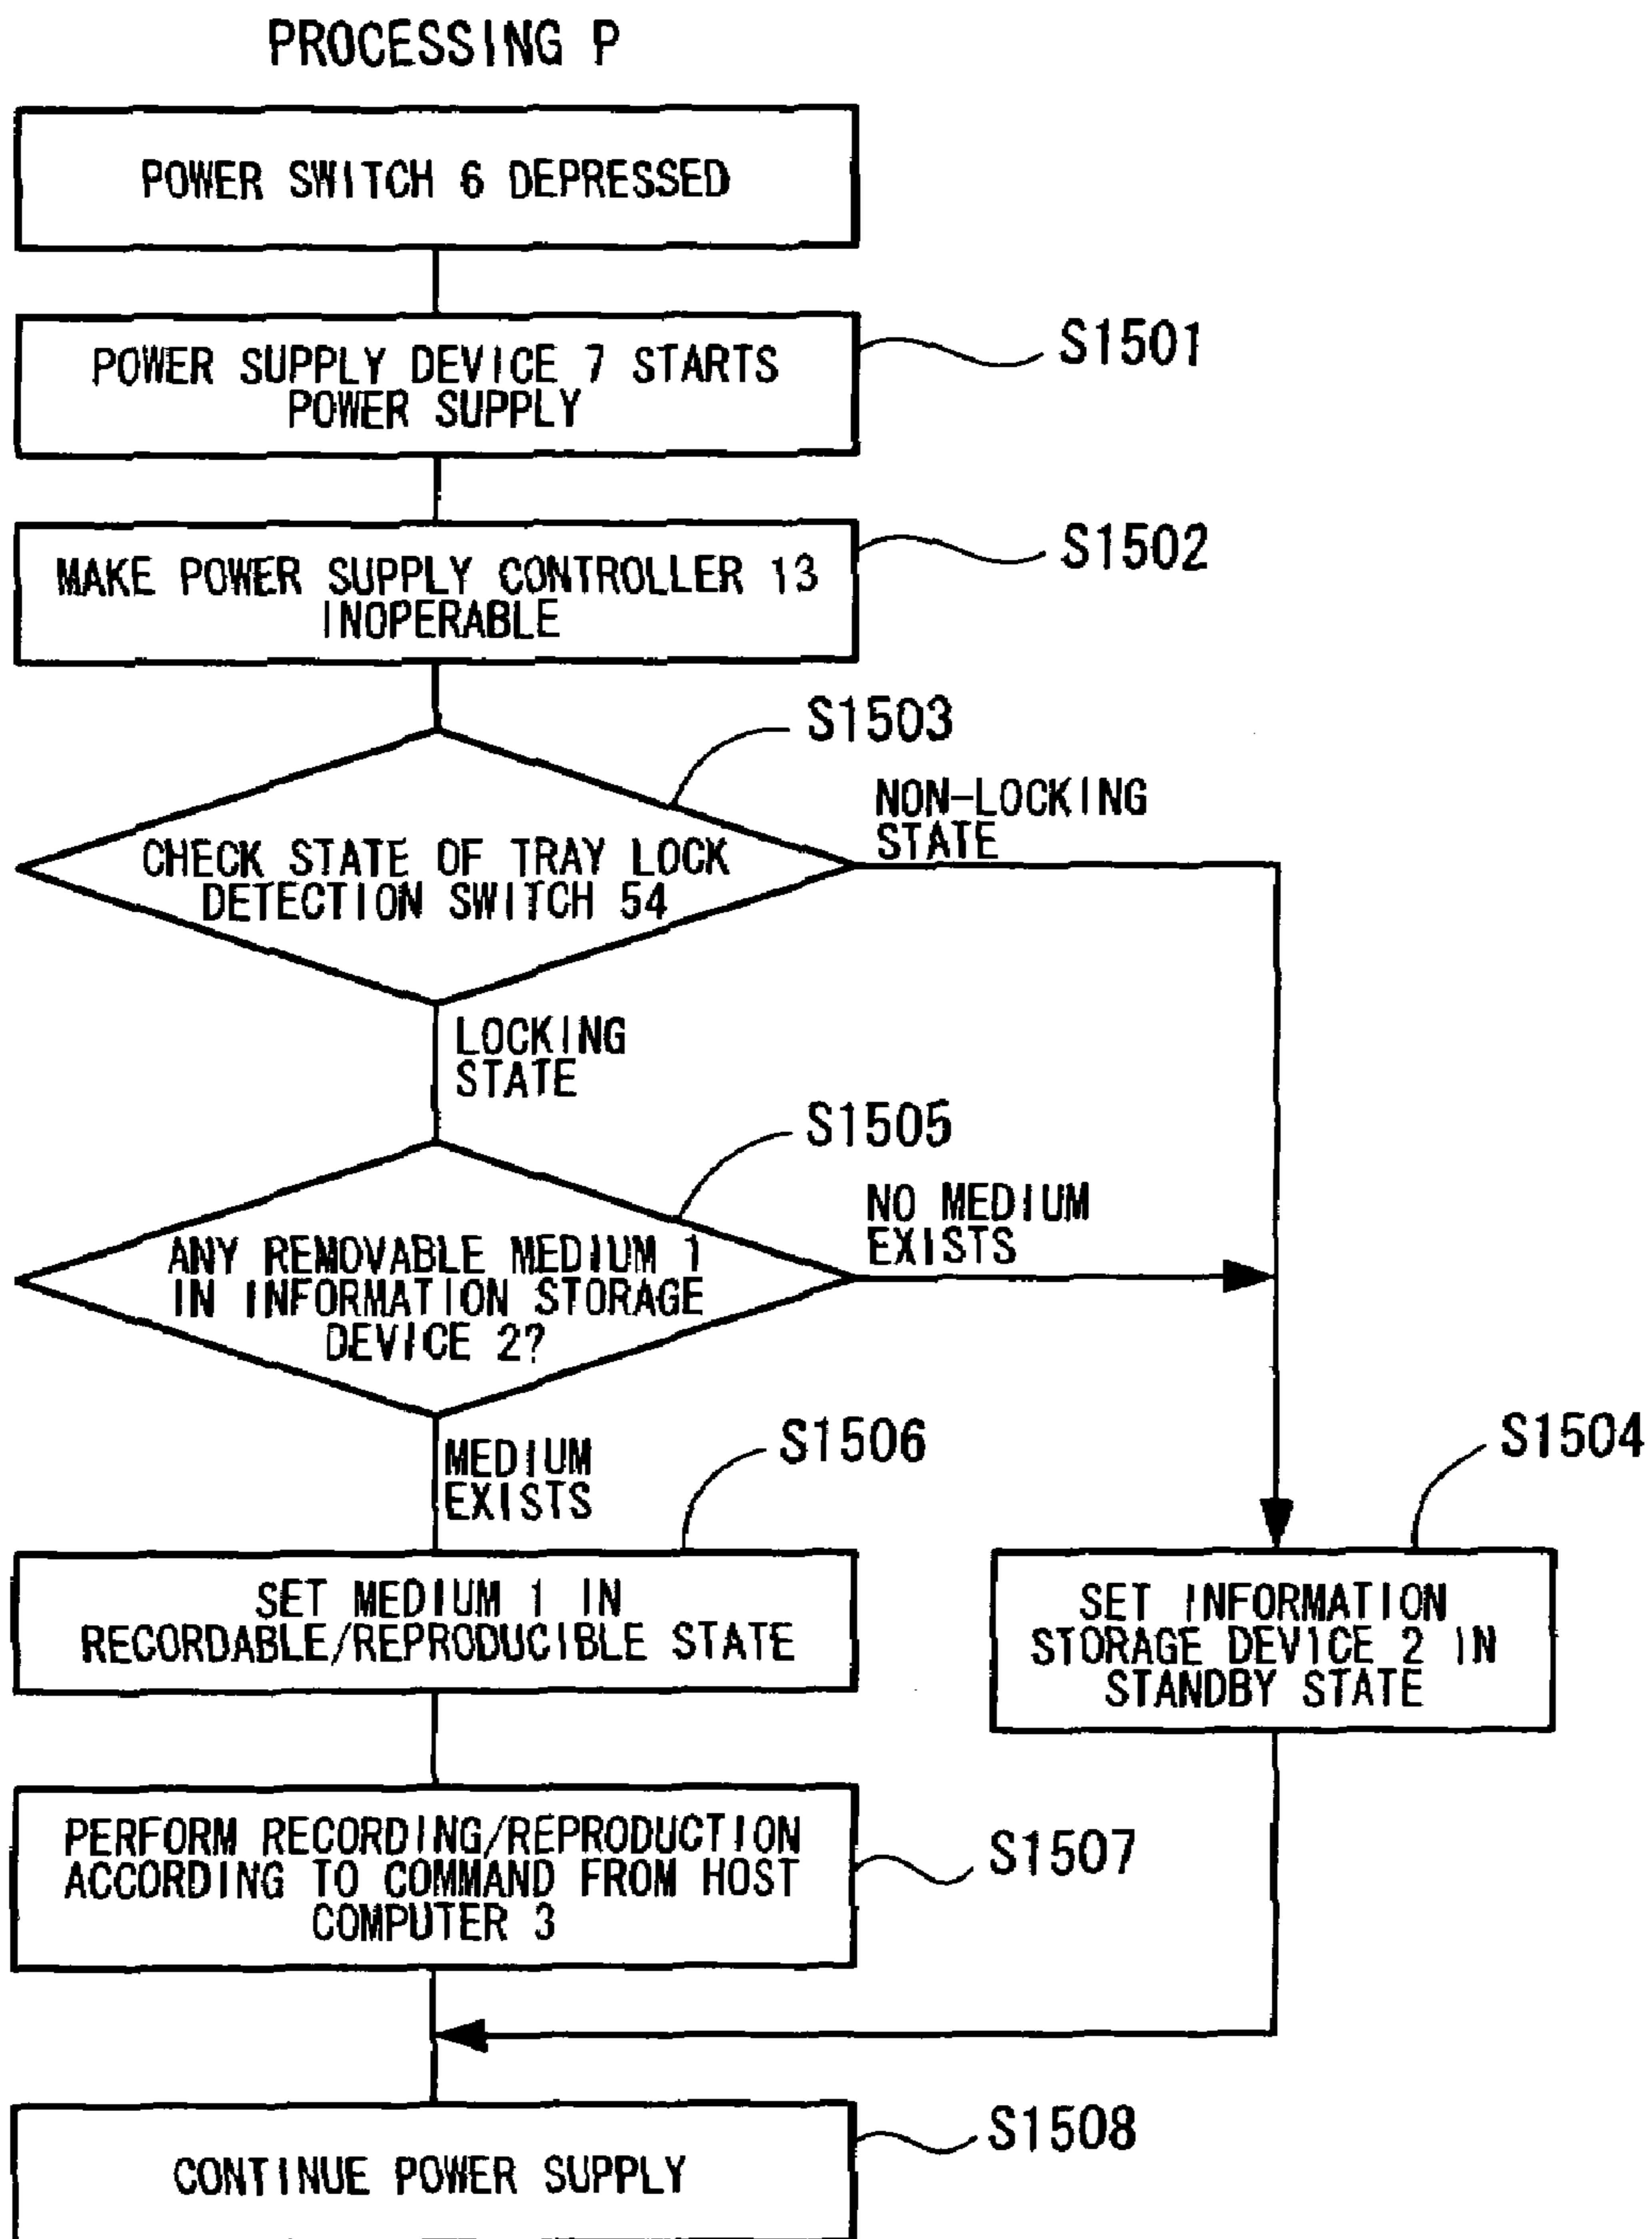 PROCESSING P
POWER SWITCH 6 DEPRESSED
POWER SUPPLY DEVICE 7 STARTS
POWER SUPPLY
S1501
MAKE POWER SUPPLY CONTROLLER 13
INOPERABLE
S1502
S1503
CHECK STATE OF TRAY LOCK
DETECTION SWITCH 54
NON-LOCKING
STATE
LOCKING
STATE
S1505
ANY REMOVABLE MEDIUM 1
IN INFORMATION STORAGE
DEVICE 2?
NO MEDIUM
EXISTS
MEDIUM
EXISTS
S1506
SET MEDIUM 1 IN
RECORDABLE/REPRODUCIBLE STATE
S1504
SET INFORMATION
STORAGE DEVICE 2 IN
STANDBY STATE
PERFORM RECORDING/REPRODUCTION
ACCORDING TO COMMAND FROM HOST
COMPUTER 3
S1507
CONTINUE POWER SUPPLY
S1508